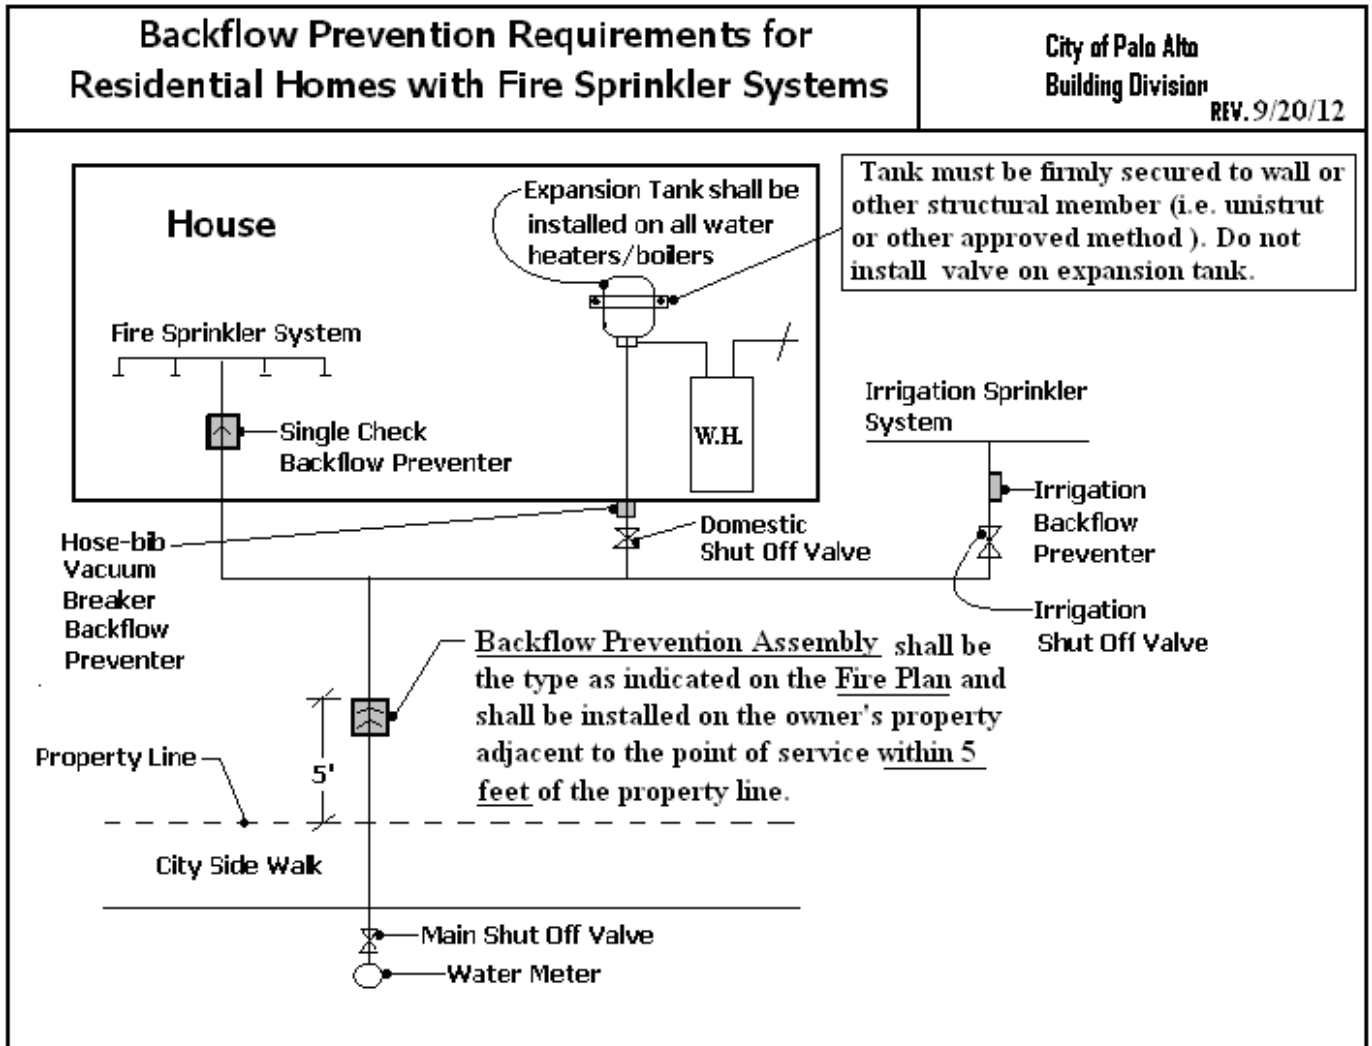 Backflow Prevention Requirements for
Residential Homes with Fire Sprinkler Systems
City of Palo Alto
Building Division
REV. 9/20/12
House
Expansion Tank shall be
installed on all water
heaters/boilers
Tank must be firmly secured to wall or
other structural member (i.e. unistrut
or other approved method ). Do not
install valve on expansion tank.
Fire Sprinkler System
Single Check
Backflow Preventer
W.H.
Irrigation Sprinkler
System
Irrigation
Backflow
Preventer
Hose-bib
Vacuum
Breaker
Backflow
Preventer
Domestic
Shut Off Valve
Irrigation
Shut Off Valve
Backflow Prevention Assembly shall be
the type as indicated on the Fire Plan and
shall be installed on the owner's property
adjacent to the point of service within 5
feet of the property line.
Property Line
5'
City Side Walk
Main Shut Off Valve
Water Meter